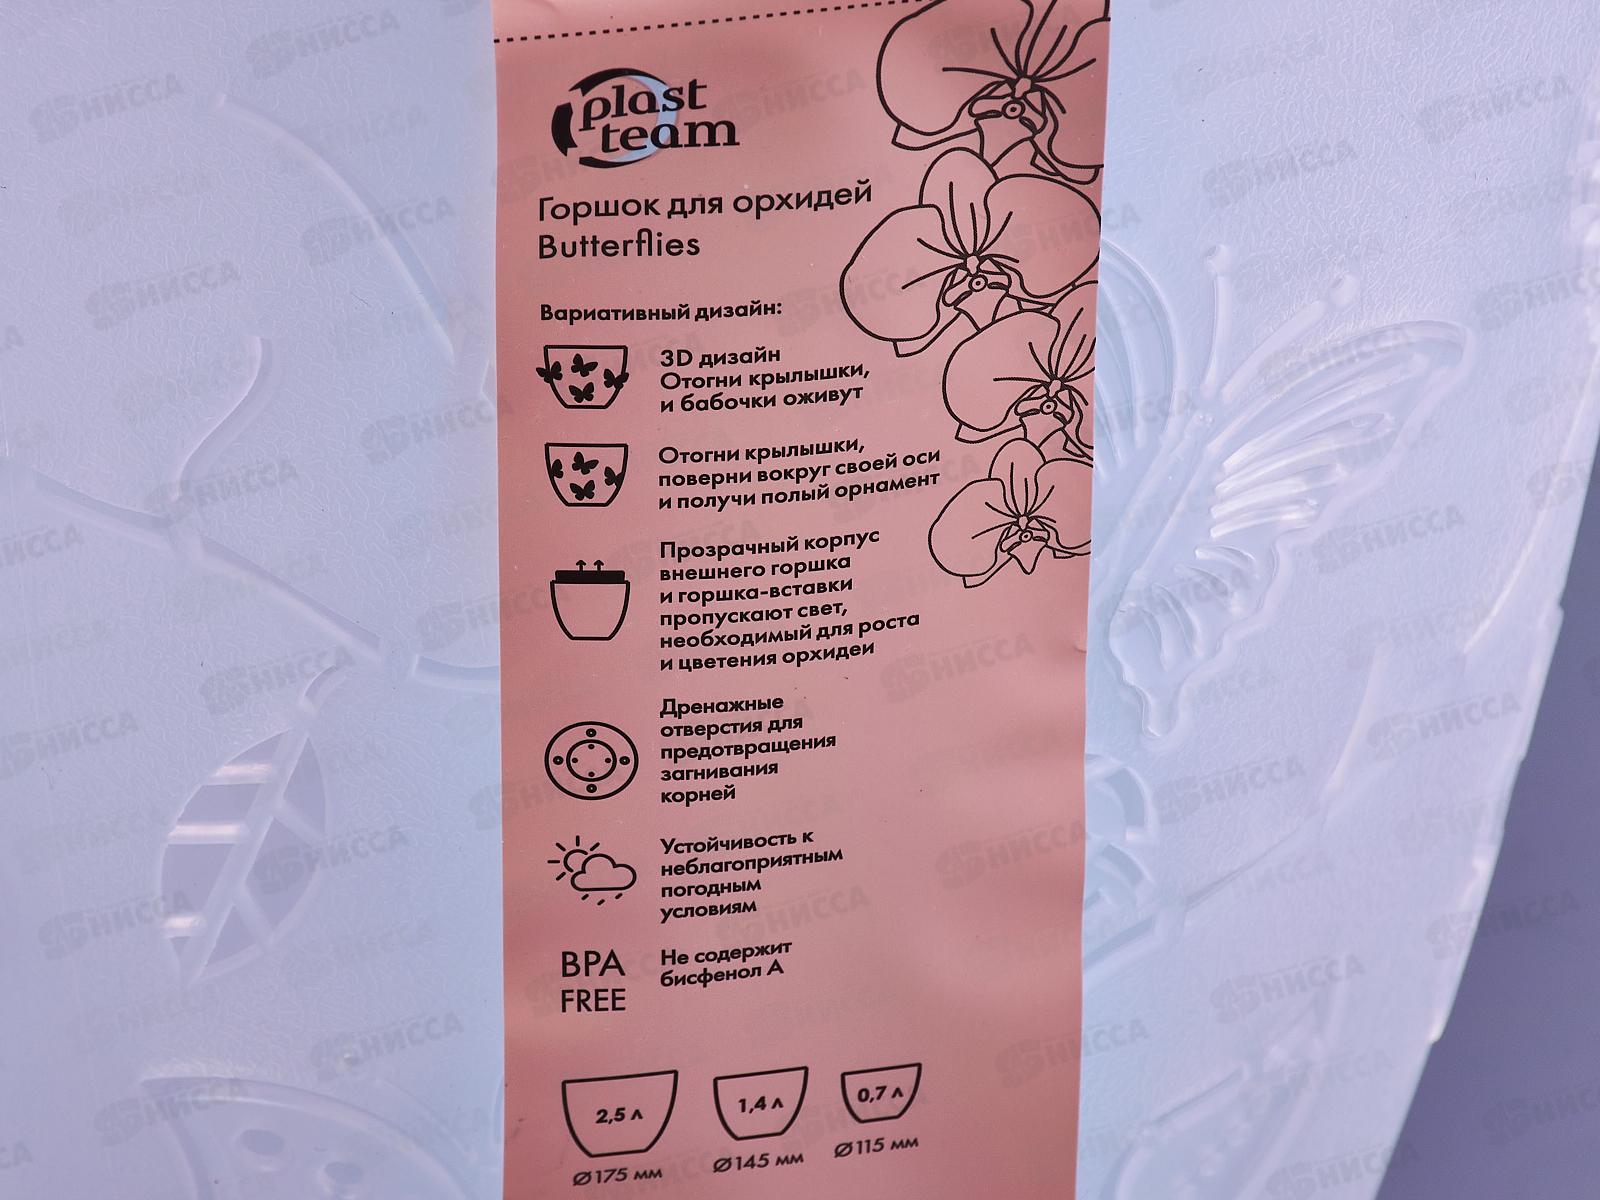 plast
team
Горшок для орхидей
Butterflies
Вариативный дизайн:
3D дизайн
Отогни крылышки,
и бабочки оживут
Отогни крылышки,
поверни вокруг своей оси
и получи полый орнамент
Прозрачный корпус
внешнего горшка
и горшка-вставки
пропускают свет,
необходимый для роста
и цветения орхидеи
Дренажные
отверстия для
предотвращения
загнивания
корней
Устойчивость к
неблагоприятным
погодным
условиям
BPA
FREE
Не содержит
бисфенол А
2,5 л
1,4 л
0,7 л
Ø175 мм
Ø145 мм
Ø115 мм